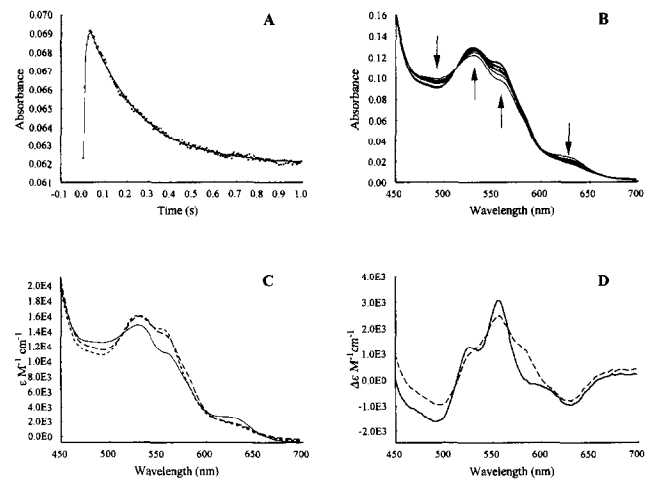 A
0.070
0.069
0.068
0.067
0.066
0.065
0.064
0.063
0.062
0.061
Absorbance
-0.1 0.0 0.1 0.2 0.3 0.4 0.5 0.6 0.7 0.8 0.9 1.0
Time (s)
B
0.16
0.14
0.12
0.10
0.08
0.06
0.04
0.02
0.00
Absorbance
450 500 550 600 650 700
Wavelength (nm)
C
2.0E4
1.8E4
1.6E4
1.4E4
1.2E4
1.0E4
8.0E3
6.0E3
4.0E3
2.0E3
0.0E0
ε M-1 cm-1
450 500 550 600 650 700
Wavelength (nm)
D
4.0E3
3.0E3
2.0E3
1.0E3
0.0E0
-1.0E3
-2.0E3
Δε M-1cm-1
450 500 550 600 650 700
Wavelength (nm)